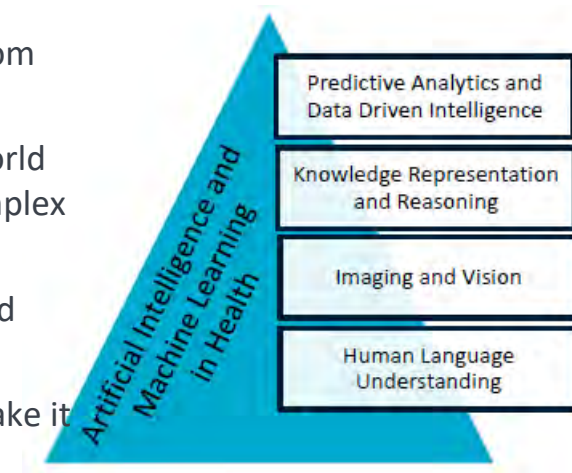 om
orld
nplex
d
ake it
Artificial Intelligence and
Machine Learning
in Health
Predictive Analytics and
Data Driven Intelligence
Knowledge Representation
and Reasoning
Imaging and Vision
Human Language
Understanding